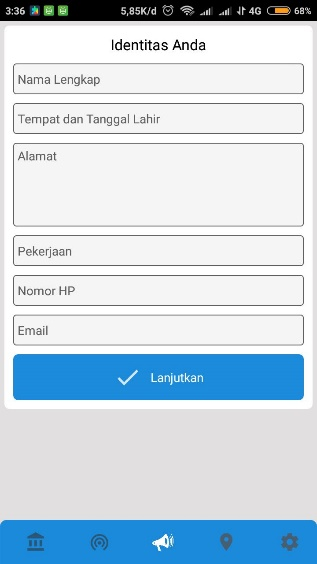 3:36 5,85K/d 4G 68%
Identitas Anda
Nama Lengkap
Tempat dan Tanggal Lahir
Alamat
Pekerjaan
Nomor HP
Email
Lanjutkan